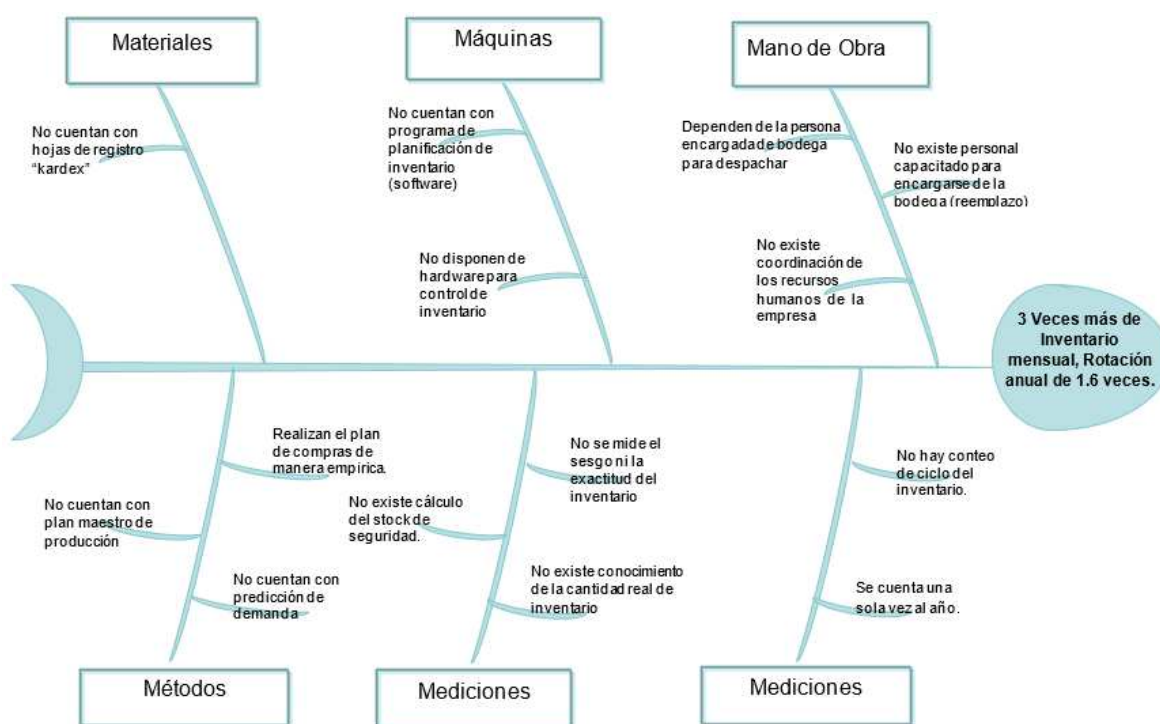 Materiales
Máquinas
Mano de Obra
No cuentan con
hojas de registro
“kardex”
No cuentan con
programa de
planificación de
inventario
(software)
No disponen de
hardware para
control de
inventario
Dependen de la persona
encargada de bodega
para despachar
No existe personal
capacitado para
encargarse de la
bodega (reemplazo)
No existe
coordinación de
los recursos
humanos de la
empresa
3 Veces más de
Inventario
mensual, Rotación
anual de 1.6 veces.
Realizan el plan
de compras de
manera empírica.
No cuentan con
plan maestro de
producción
No cuentan con
predicción de
demanda
No se mide el
sesgo ni la
exactitud del
inventario
No existe cálculo
del stock de
seguridad.
No existe conocimiento
de la cantidad real de
inventario
No hay conteo
de ciclo del
inventario.
Se cuenta una
sola vez al año.
Métodos
Mediciones
Mediciones